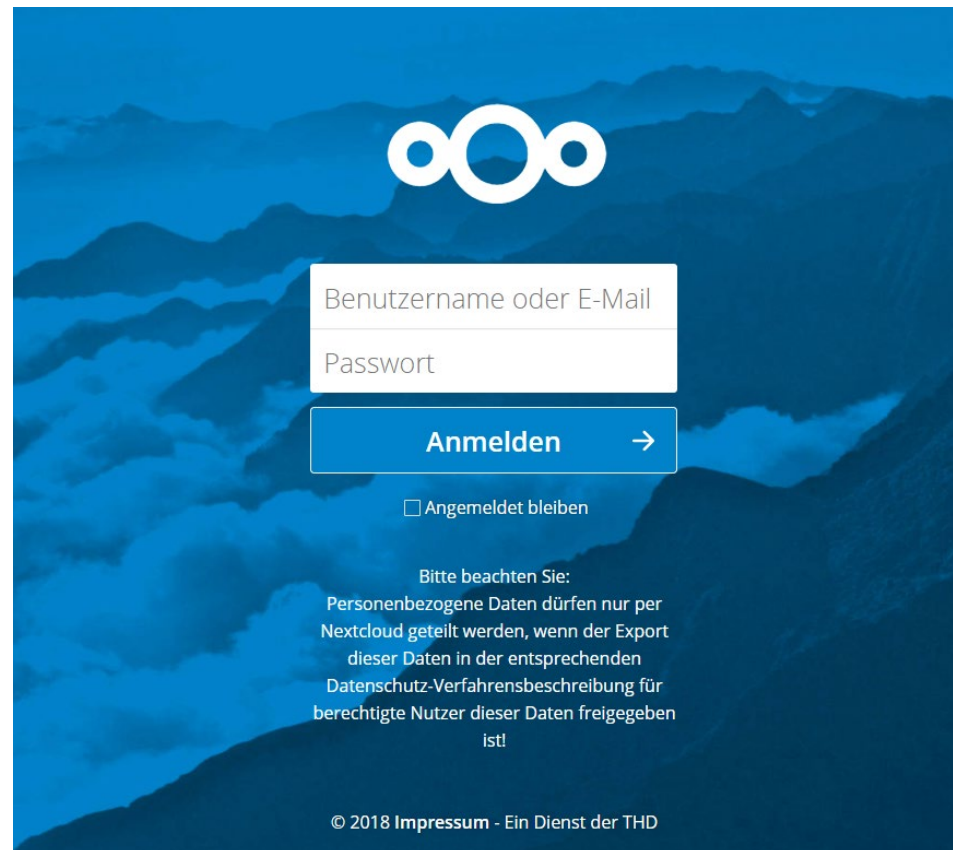 Benutzername oder E-Mail
Passwort
Anmelden
Angemeldet bleiben
Bitte beachten Sie:
Personenbezogene Daten dürfen nur per
Nextcloud geteilt werden, wenn der Export
dieser Daten in der entsprechenden
Datenschutz-Verfahrensbeschreibung für
berechtigte Nutzer dieser Daten freigegeben
ist!
© 2018 Impressum - Ein Dienst der THD